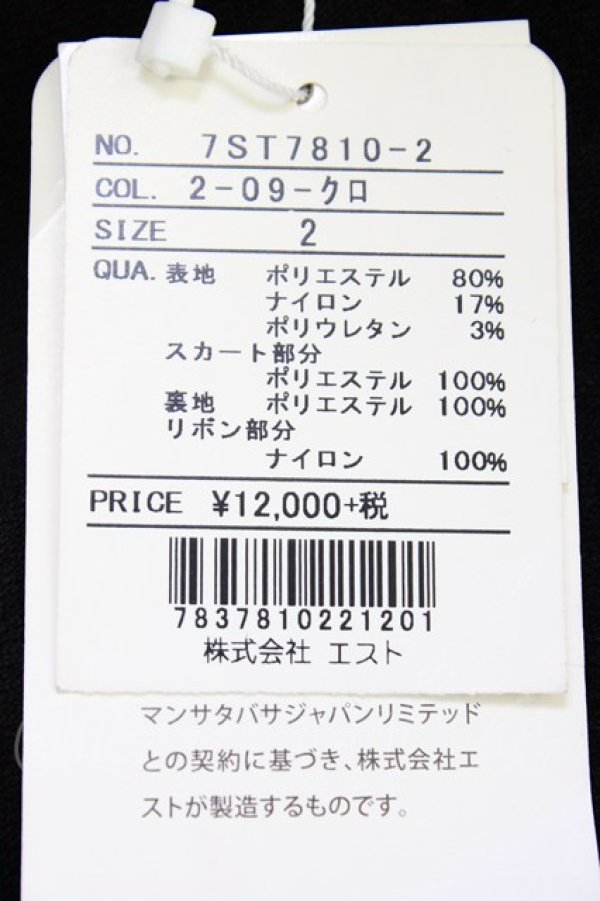 NO. 7ST7810-2
COL. 2-09-クロ
SIZE 2
QUA. 表地 ポリエステル 80%
ナイロン 17%
ポリウレタン 3%
スカート部分
ポリエステル 100%
裏地 ポリエステル 100%
リボン部分
ナイロン 100%
PRICE ¥12,000+税
7837810221201
株式会社 エスト
マンサタバサジャパンリミテッド
との契約に基づき、株式会社エ
ストが製造するものです。